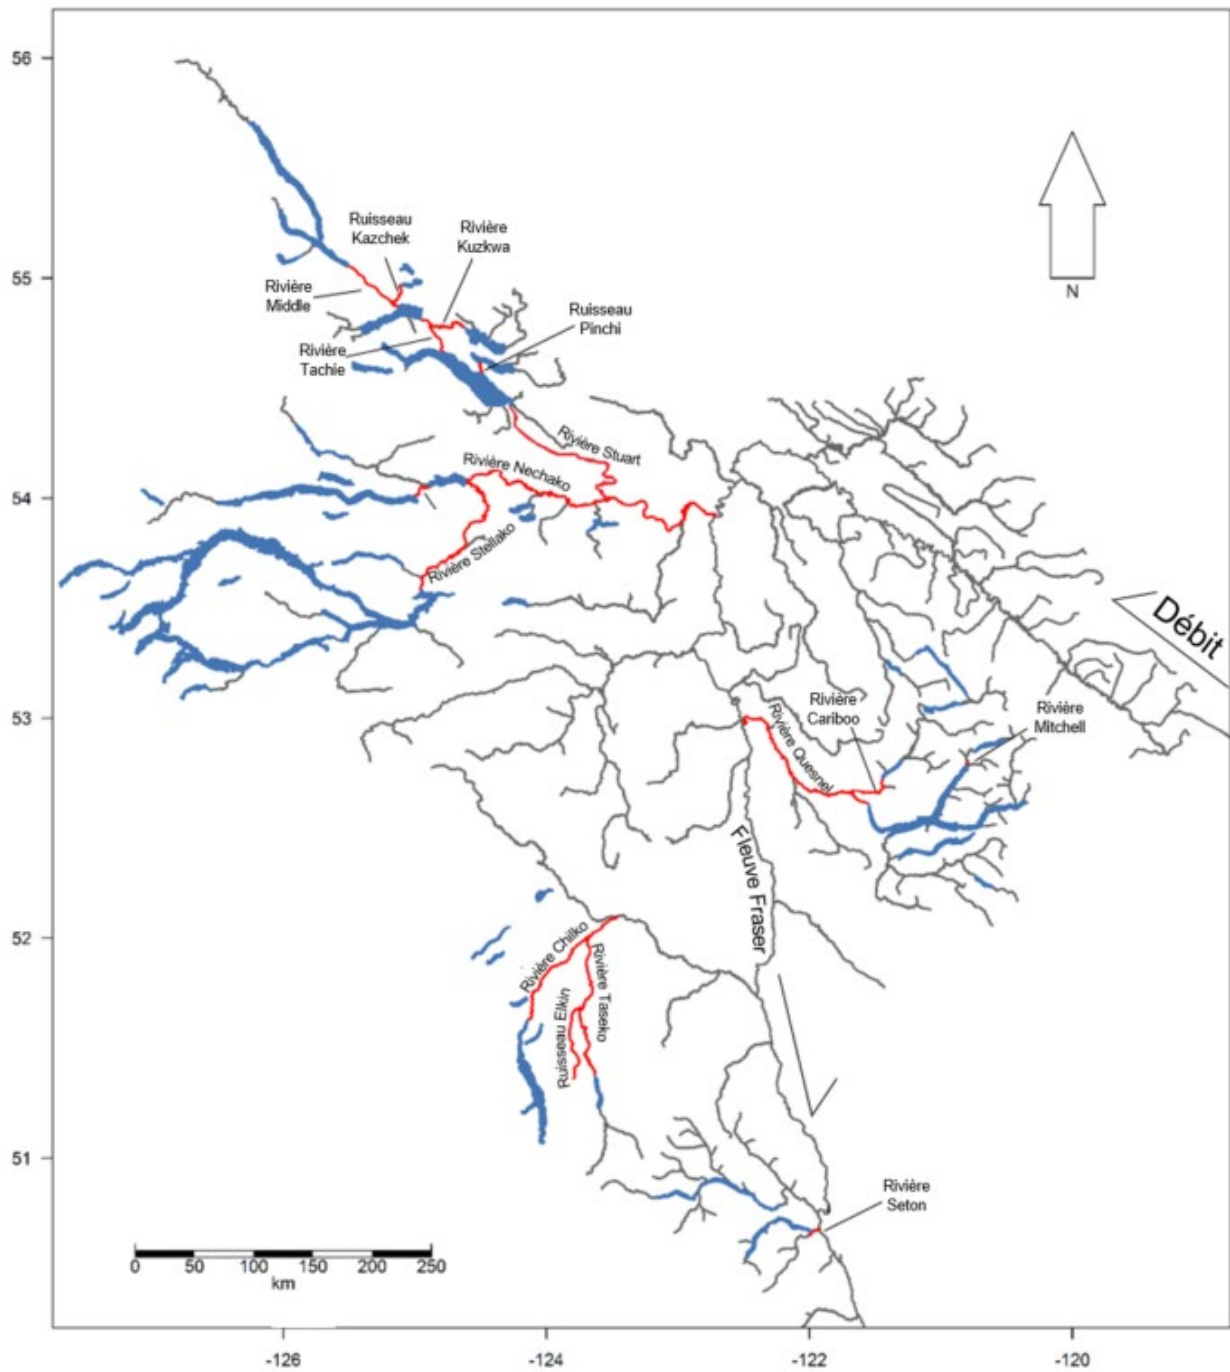 56
Ruisseau
Kazchek
Rivière
Kuzkwa
55
Rivière
Middle
N
Ruisseau
Pinchi
Rivière
Tachie
Rivière Stuart
Rivière Nechako
54
Rivière Stellako
Débit
53
Rivière
Cariboo
Rivière
Mitchell
Rivière Quesnel
Fleuve Fraser
52
Rivière Chilko
Rivière Taseko
Ruisseau Elkin
51
Rivière
Seton
0 50 100 150 200 250
km
-126 -124 -122 -120